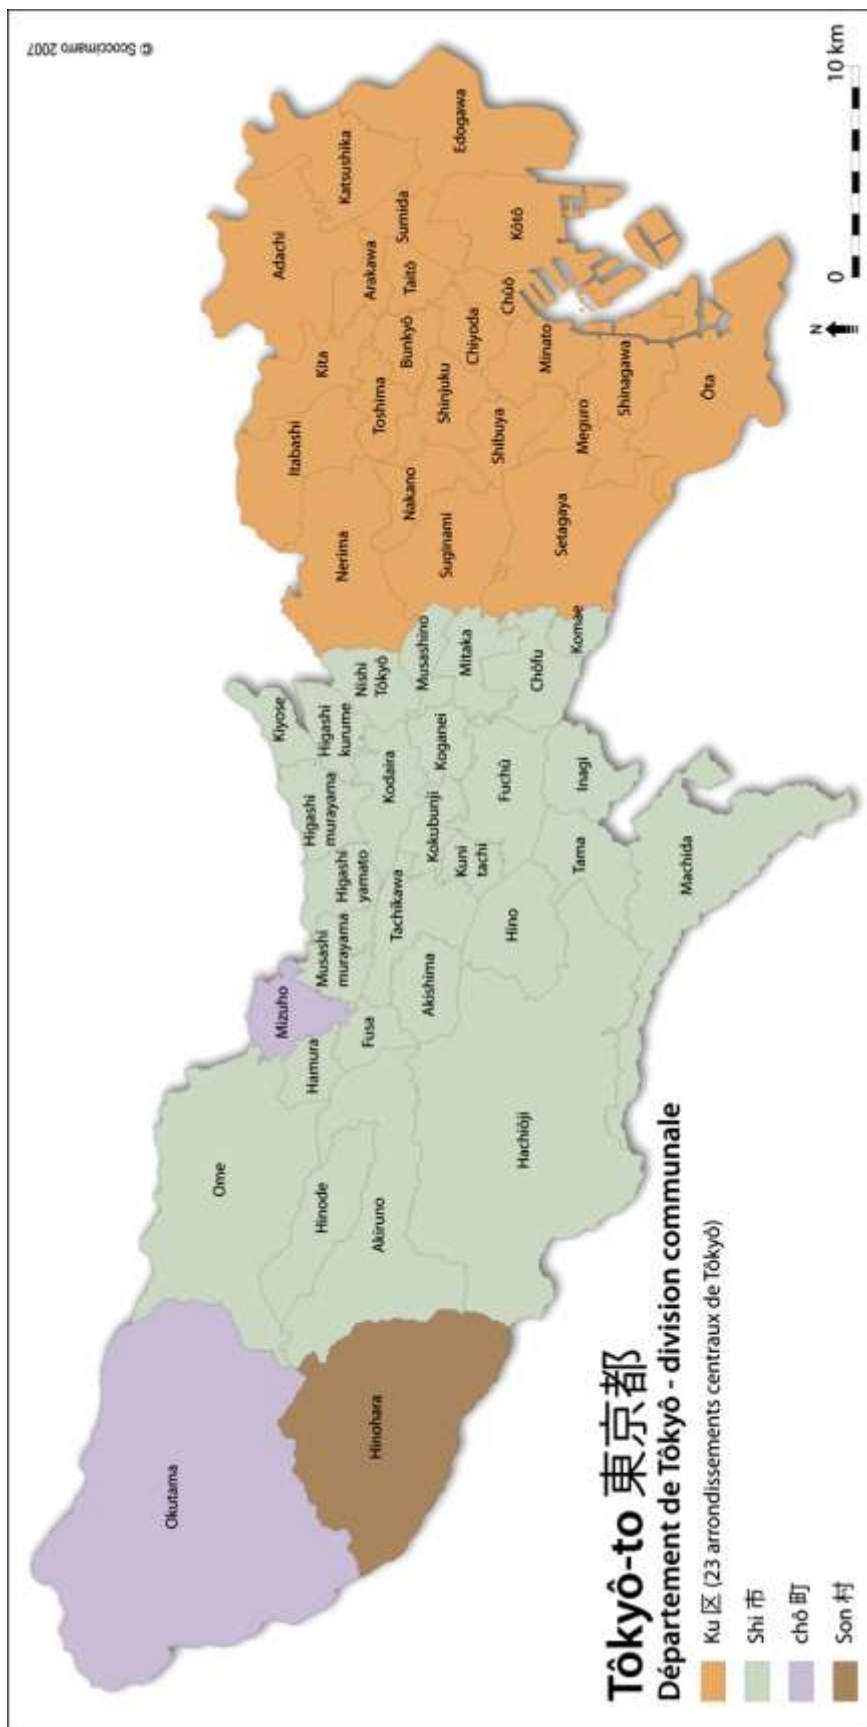 © Scoccimarro 2007
Okutama
Hinohara
Ome
Hinode
Akiruno
Hachiôji
Mizuho
Hamura
Fusa
Akishima
Musashi
murayama
Higashi
yamato
Tachikawa
Hino
Higashi
murayama
Kodaira
Kokubunji
Kuni
tachi
Tama
Machida
Kiyose
Higashi
kurume
Nishi
Tôkyô
Koganei
Fuchû
Inagi
Musashino
Mitaka
Chôfu
Komae
Nerima
Itabashi
Kita
Adachi
Katsushika
Edogawa
Arakawa
Sumida
Taitô
Bunkyô
Toshima
Nakano
Suginami
Shinjuku
Chiyoda
Chûô
Kôtô
Shibuya
Minato
Setagaya
Meguro
Shinagawa
Ôta
Tôkyô-to 東京都
Département de Tôkyô - division communale
Ku 区 (23 arrondissements centraux de Tôkyô)
Shi 市
chô 町
Son 村
N
0 10 km